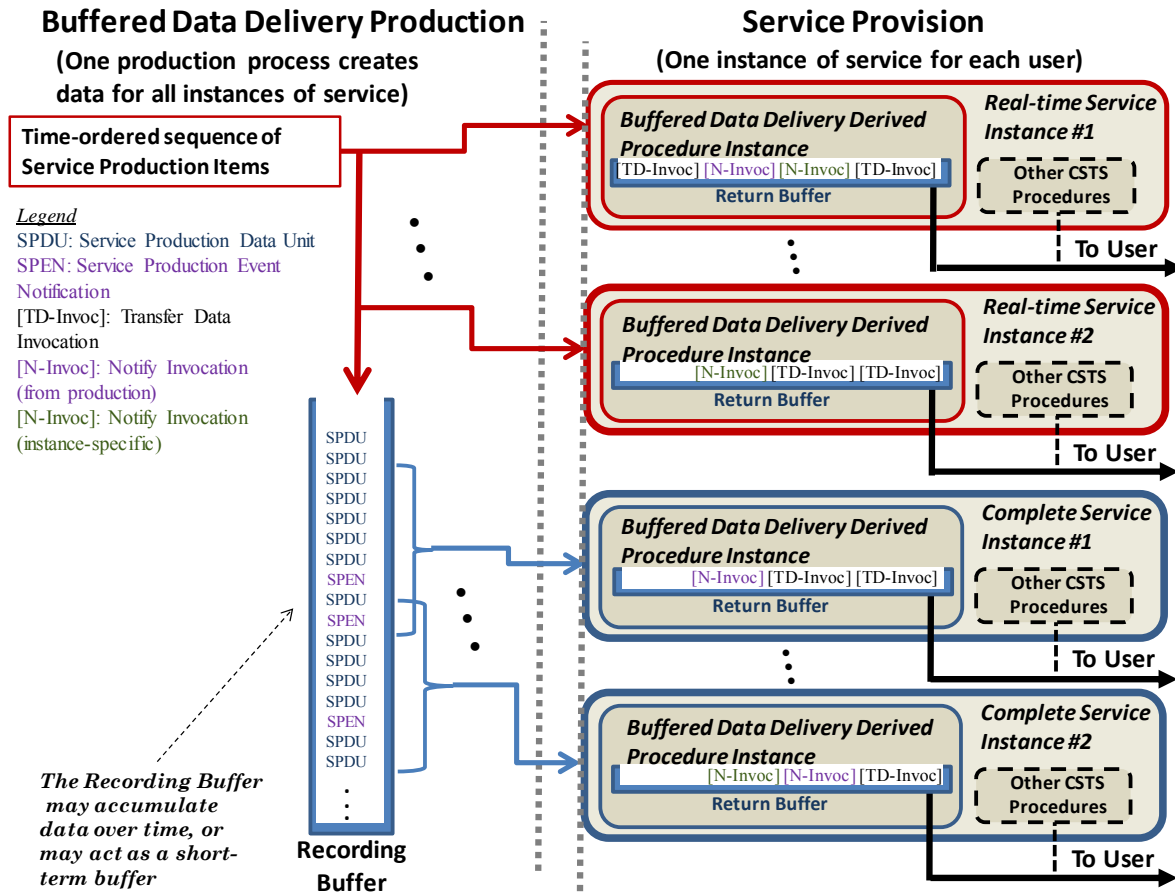 Buffered Data Delivery Production
(One production process creates
data for all instances of service)
Time-ordered sequence of
Service Production Items
Legend
SPDU: Service Production Data Unit
SPEN: Service Production Event
Notification
[TD-Invoc]: Transfer Data
Invocation
[N-Invoc]: Notify Invocation
(from production)
[N-Invoc]: Notify Invocation
(instance-specific)
SPDU
SPDU
SPDU
SPDU
SPDU
SPDU
SPDU
SPEN
SPDU
SPEN
SPDU
SPDU
SPDU
SPDU
SPEN
SPDU
SPDU
The Recording Buffer
may accumulate
data over time, or
may act as a short-
term buffer
Recording
Buffer
Service Provision
(One instance of service for each user)
Buffered Data Delivery Derived
Procedure Instance
[TD-Invoc] [N-Invoc] [N-Invoc] [TD-Invoc]
Return Buffer
Real-time Service
Instance #1
Other CSTS
Procedures
To User
Buffered Data Delivery Derived
Procedure Instance
[N-Invoc] [TD-Invoc] [TD-Invoc]
Return Buffer
Real-time Service
Instance #2
Other CSTS
Procedures
To User
Buffered Data Delivery Derived
Procedure Instance
[N-Invoc] [TD-Invoc] [TD-Invoc]
Return Buffer
Complete Service
Instance #1
Other CSTS
Procedures
To User
Buffered Data Delivery Derived
Procedure Instance
[N-Invoc] [N-Invoc] [TD-Invoc]
Return Buffer
Complete Service
Instance #2
Other CSTS
Procedures
To User